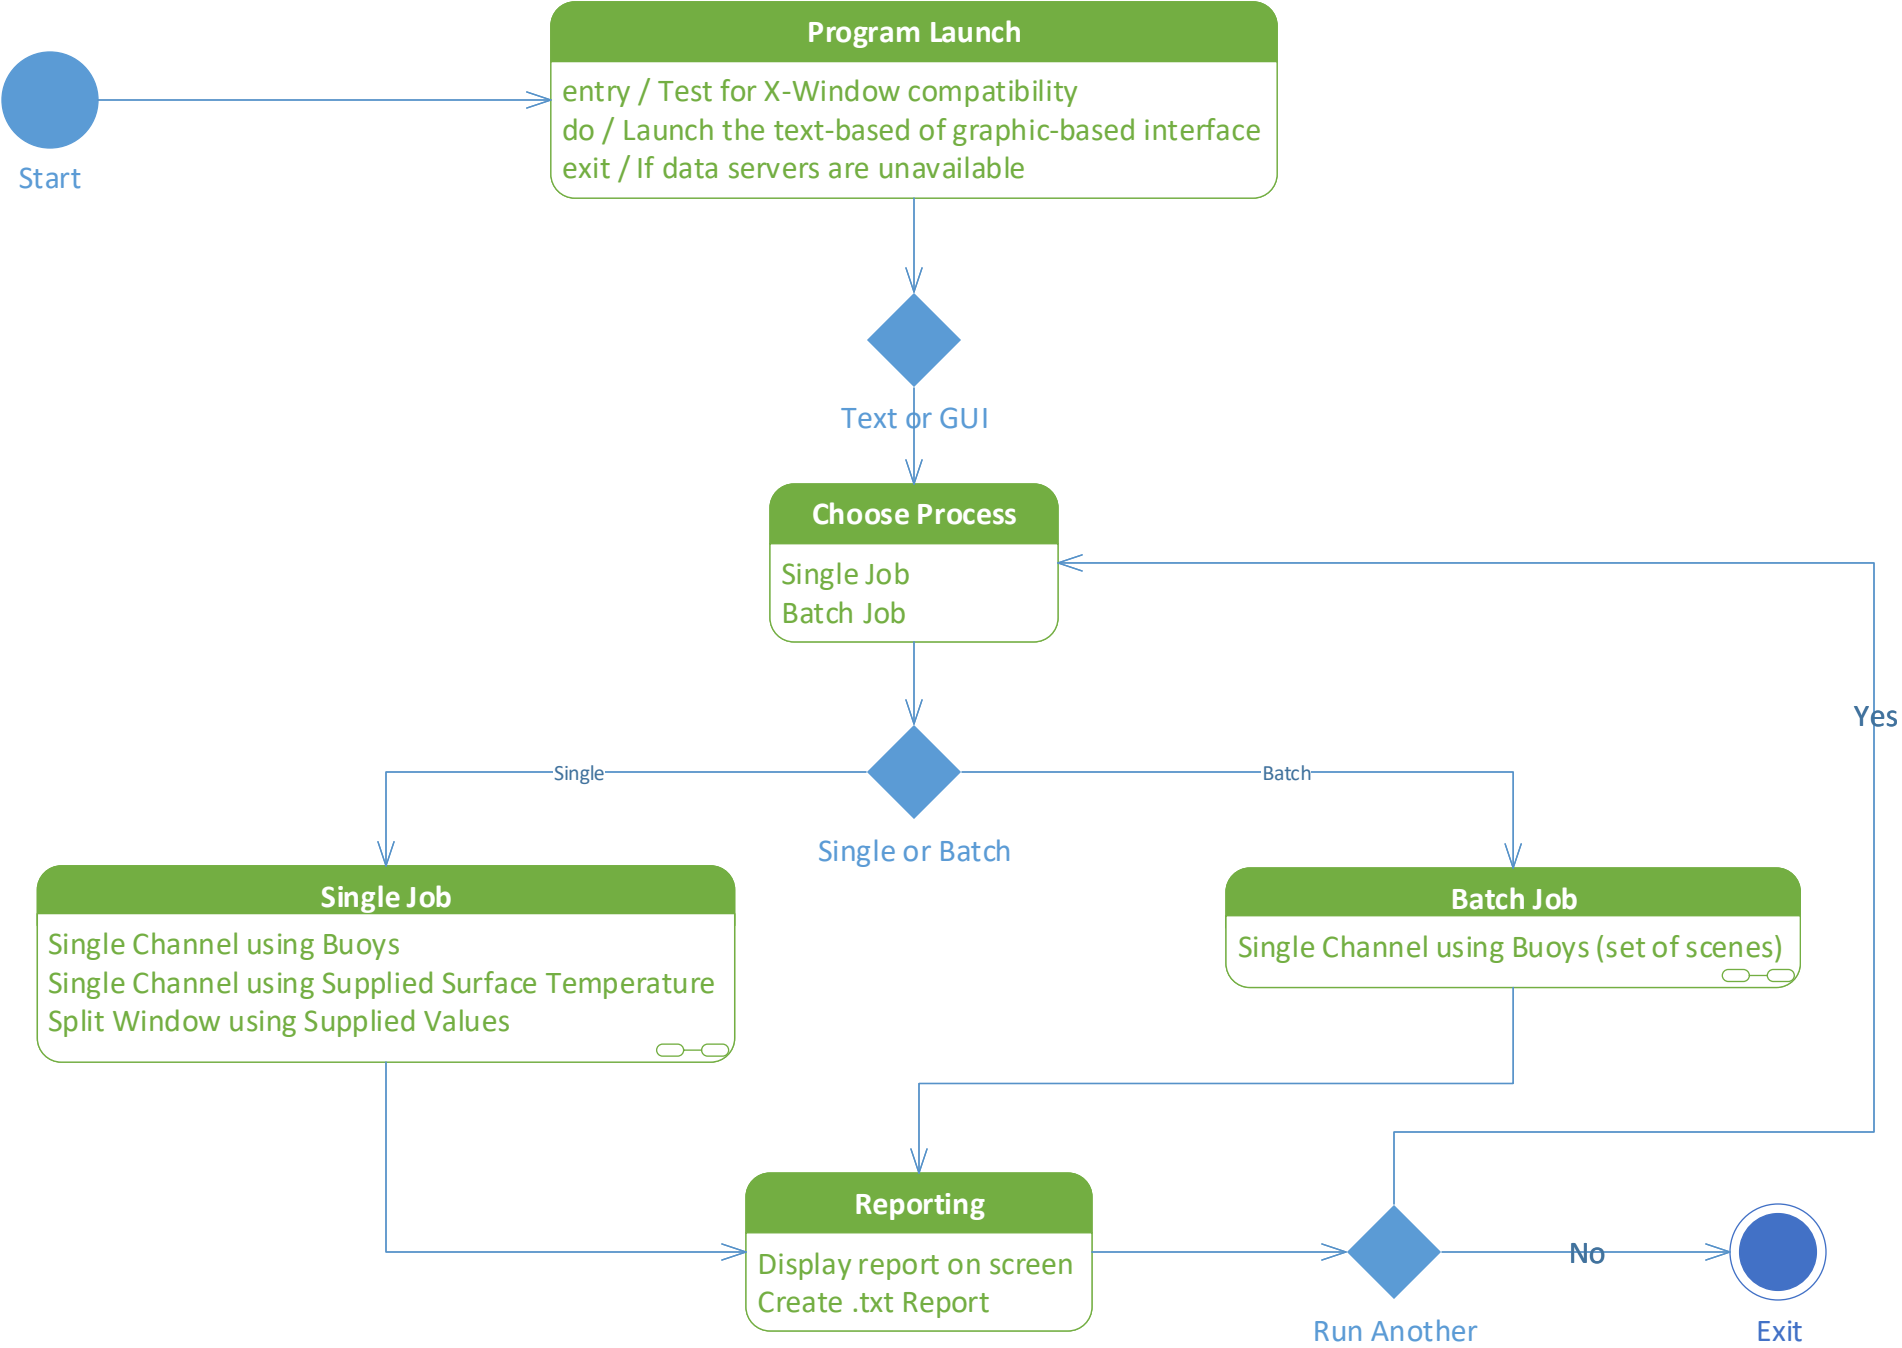 Program Launch
entry / Test for X-Window compatibility
do / Launch the text-based of graphic-based interface
exit / If data servers are unavailable
Start
Text or GUI
Choose Process
Single Job
Batch Job
Yes
Single
Batch
Single or Batch
Single Job
Single Channel using Buoys
Single Channel using Supplied Surface Temperature
Split Window using Supplied Values
Batch Job
Single Channel using Buoys (set of scenes)
Reporting
Display report on screen
Create .txt Report
No
Run Another
Exit